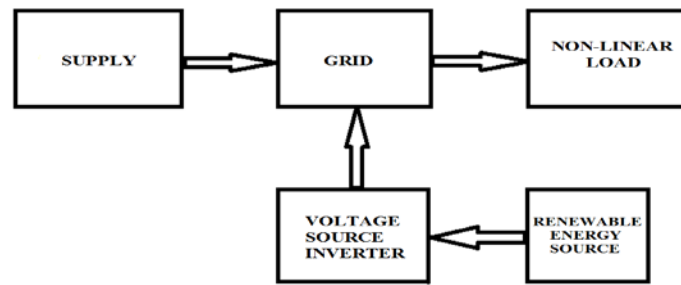 SUPPLY
GRID
NON-LINEAR
LOAD
VOLTAGE
SOURCE
INVERTER
RENEWABLE
ENERGY
SOURCE